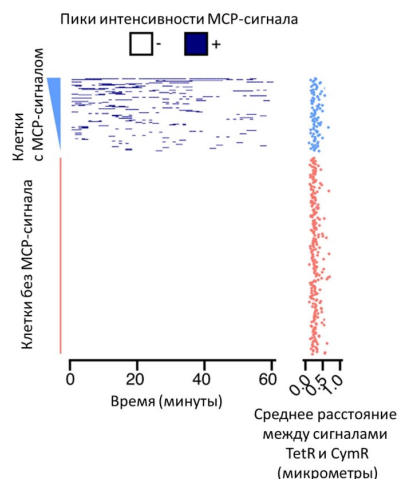 Пики интенсивности MCP-сигнала
- +
Клетки
с MCP-сигналом
Клетки без MCP-сигнала
0 20 40 60
Время (минуты)
0.0 0.5 1.0
Среднее расстояние
между сигналами
TetR и CymR
(микрометры)